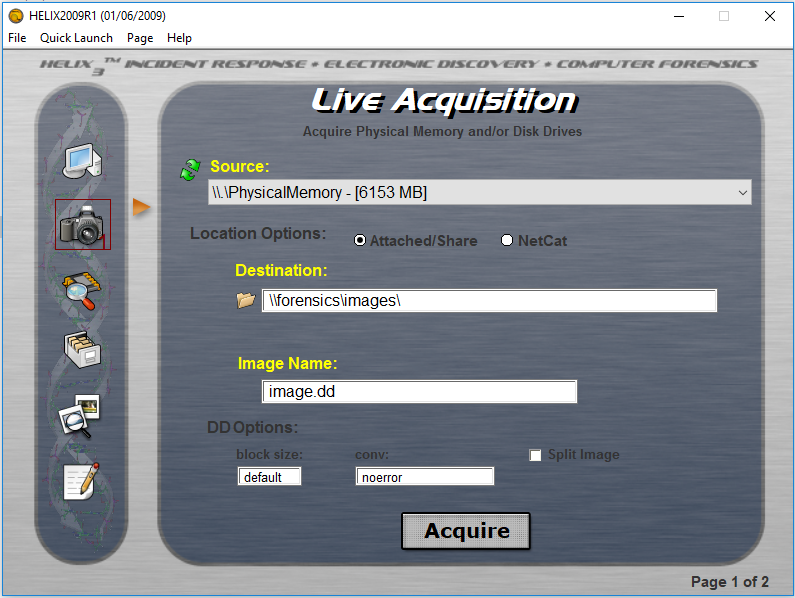 HELIX2009R1 (01/06/2009)
File Quick Launch Page Help
HELIX 3™ INCIDENT RESPONSE • ELECTRONIC DISCOVERY • COMPUTER FORENSICS
Live Acquisition
Acquire Physical Memory and/or Disk Drives
Source:
\\.\PhysicalMemory - [6153 MB]
Location Options: Attached/Share NetCat
Destination:
\\forensics\images\
Image Name:
image.dd
DD Options:
block size: conv: Split Image
default noerror
Acquire
Page 1 of 2